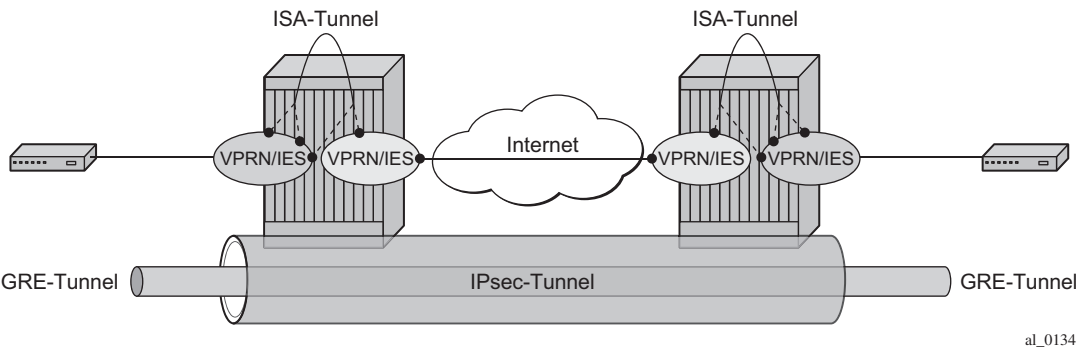 ISA-Tunnel
ISA-Tunnel
VPRN/IES
VPRN/IES
Internet
VPRN/IES
VPRN/IES
GRE-Tunnel
IPsec-Tunnel
GRE-Tunnel
al_0134